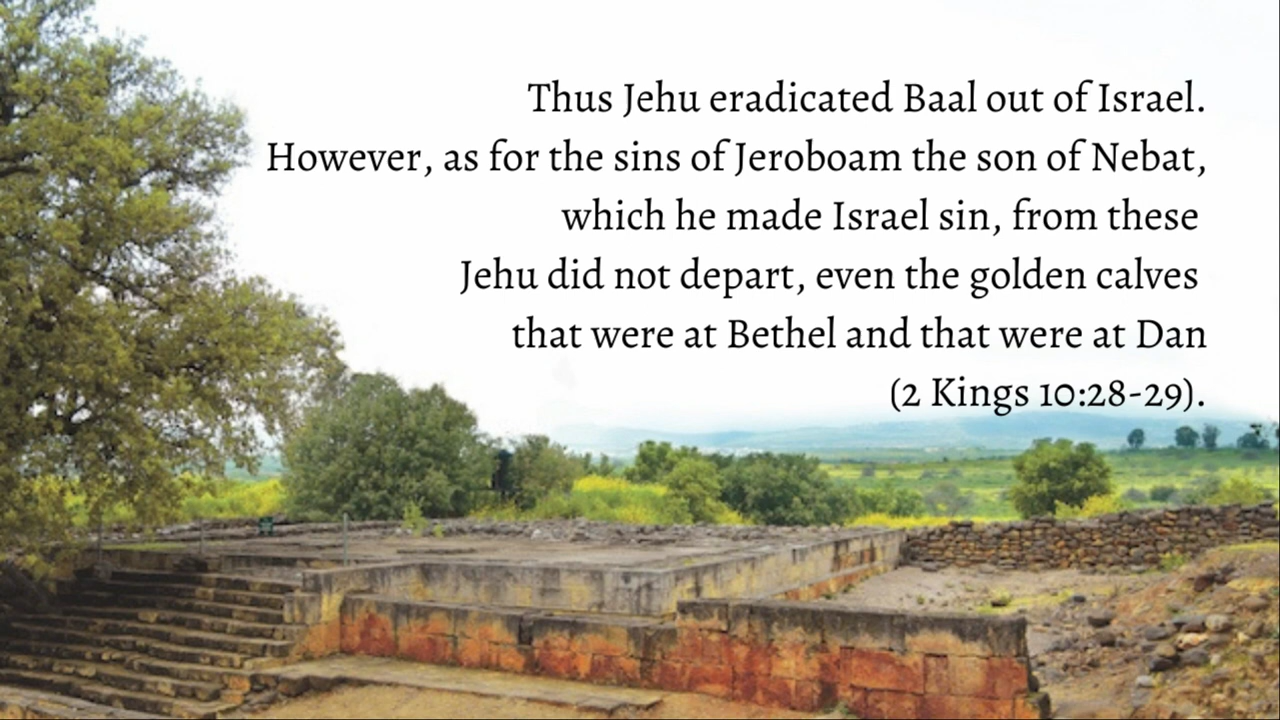 Thus Jehu eradicated Baal out of Israel.
However, as for the sins of Jeroboam the son of Nebat,
which he made Israel sin, from these
Jehu did not depart, even the golden calves
that were at Bethel and that were at Dan
(2 Kings 10:28-29).